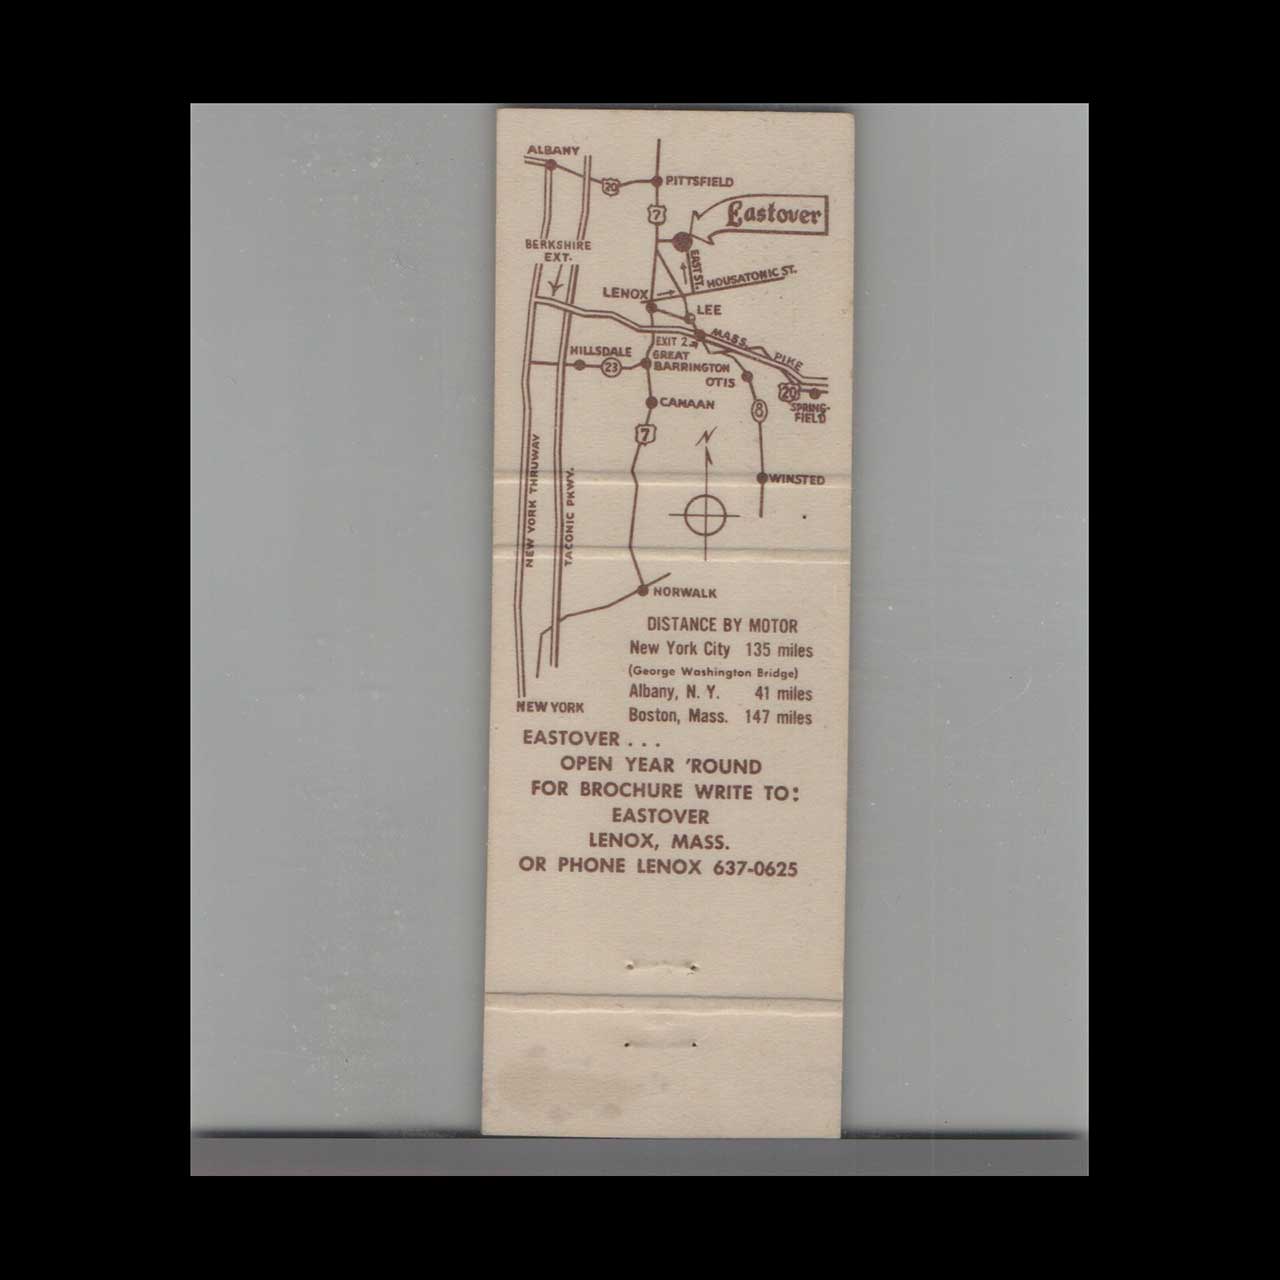 ALBANY
20
PITTSFIELD
7
Eastover
BERKSHIRE
EXT.
EAST ST.
HOUSATONIC ST.
LENOX
LEE
MASS. PIKE
EXIT 2
HILLSDALE
23
GREAT
BARRINGTON
OTIS
20
SPRING-
FIELD
CANAAN
8
7
N
WINSTED
NEW YORK THRUWAY
TACONIC PKWY.
NORWALK
DISTANCE BY MOTOR
New York City 135 miles
(George Washington Bridge)
Albany, N. Y. 41 miles
Boston, Mass. 147 miles
NEW YORK
EASTOVER . . .
OPEN YEAR 'ROUND
FOR BROCHURE WRITE TO:
EASTOVER
LENOX, MASS.
OR PHONE LENOX 637-0625